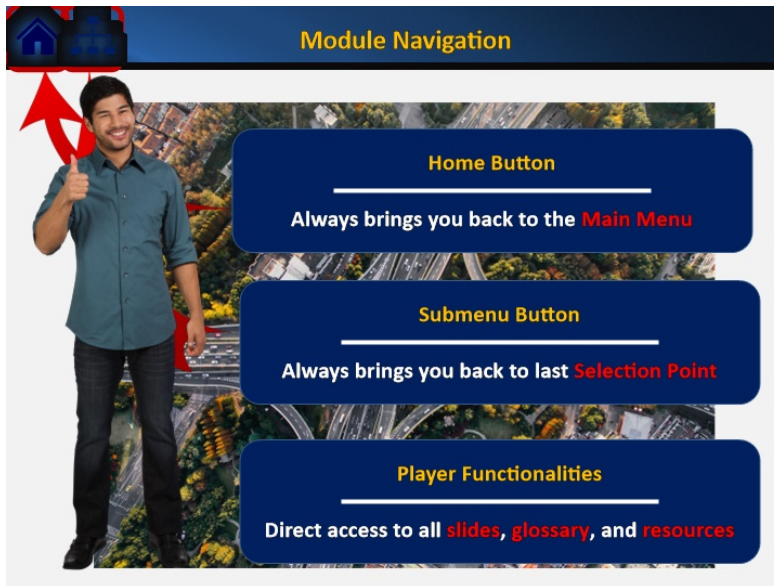 Module Navigation
Home Button
Always brings you back to the Main Menu
Submenu Button
Always brings you back to last Selection Point
Player Functionalities
Direct access to all slides, glossary, and resources